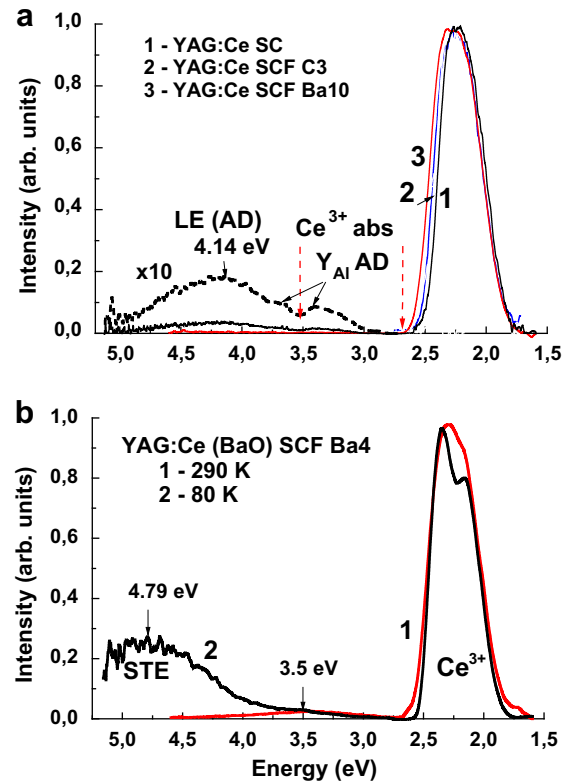 a
1 - YAG:Ce SC
2 - YAG:Ce SCF C3
3 - YAG:Ce SCF Ba10
Intensity (arb. units)
1,0
0,8
0,6
0,4
0,2
0,0
3
2
1
LE (AD)
4.14 eV
Ce3+ abs
YAl AD
x10
5,0 4,5 4,0 3,5 3,0 2,5 2,0 1,5
b
YAG:Ce (BaO) SCF Ba4
1 - 290 K
2 - 80 K
Intensity (arb. units)
1,0
0,8
0,6
0,4
0,2
0,0
4.79 eV
STE
2
3.5 eV
1
Ce3+
5,0 4,5 4,0 3,5 3,0 2,5 2,0 1,5
Energy (eV)